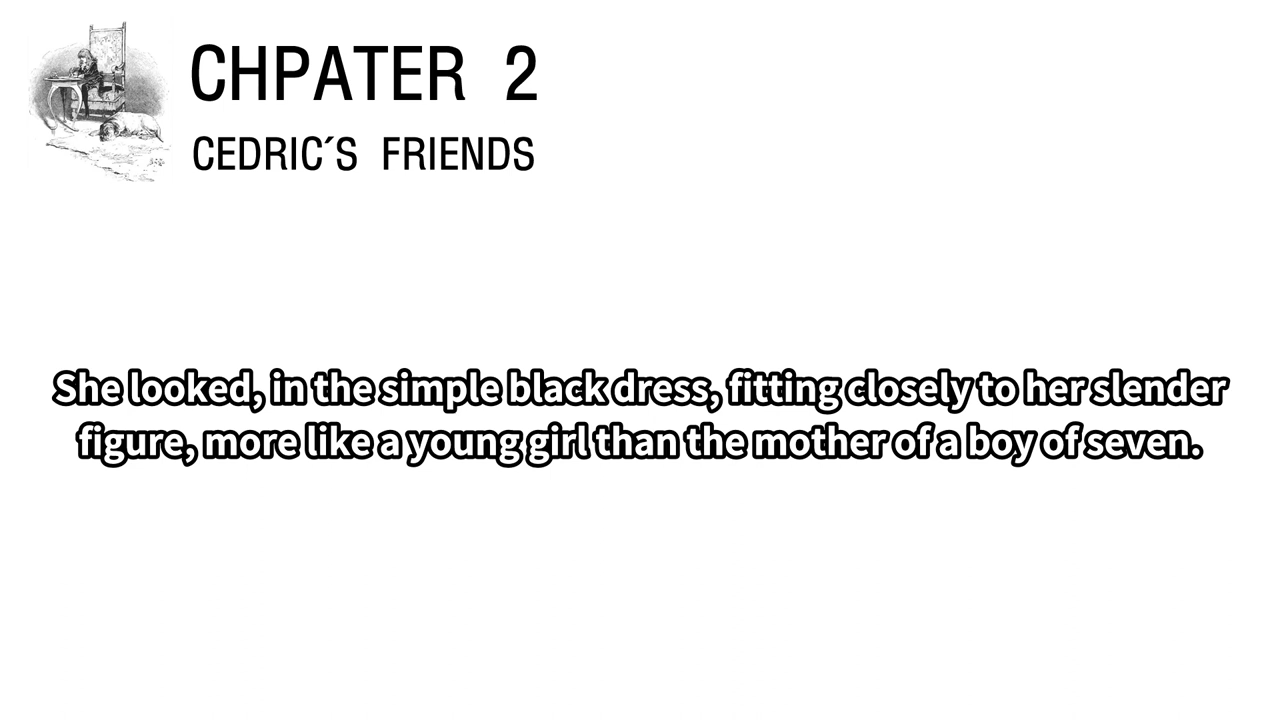 CHPATER 2
CEDRIC´S FRIENDS
She looked, in the simple black dress, fitting closely to her slender
figure, more like a young girl than the mother of a boy of seven.